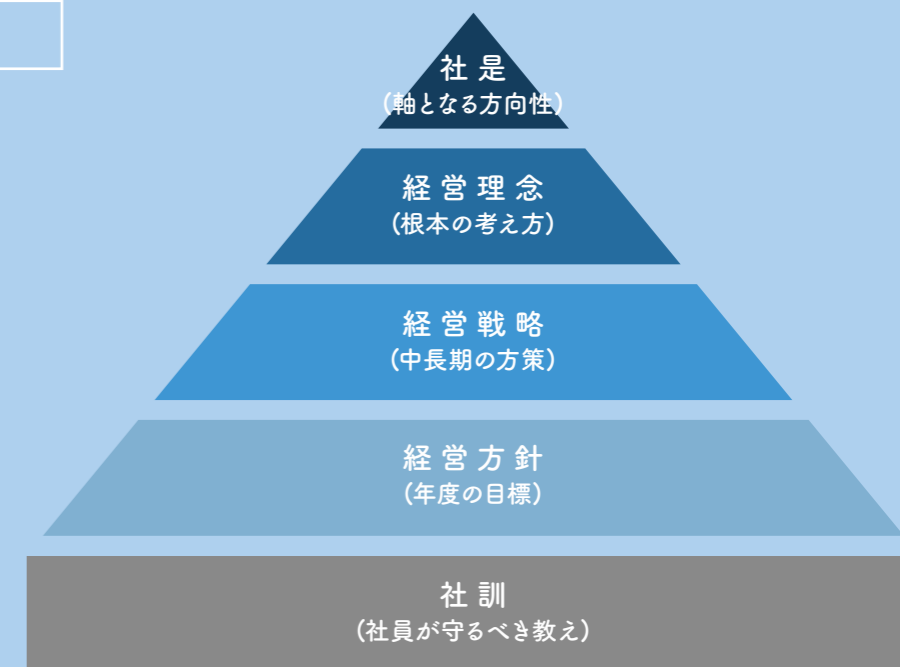 社是
(軸となる方向性)
経営理念
(根本の考え方)
経営戦略
(中長期の方策)
経営方針
(年度の目標)
社訓
(社員が守るべき教え)